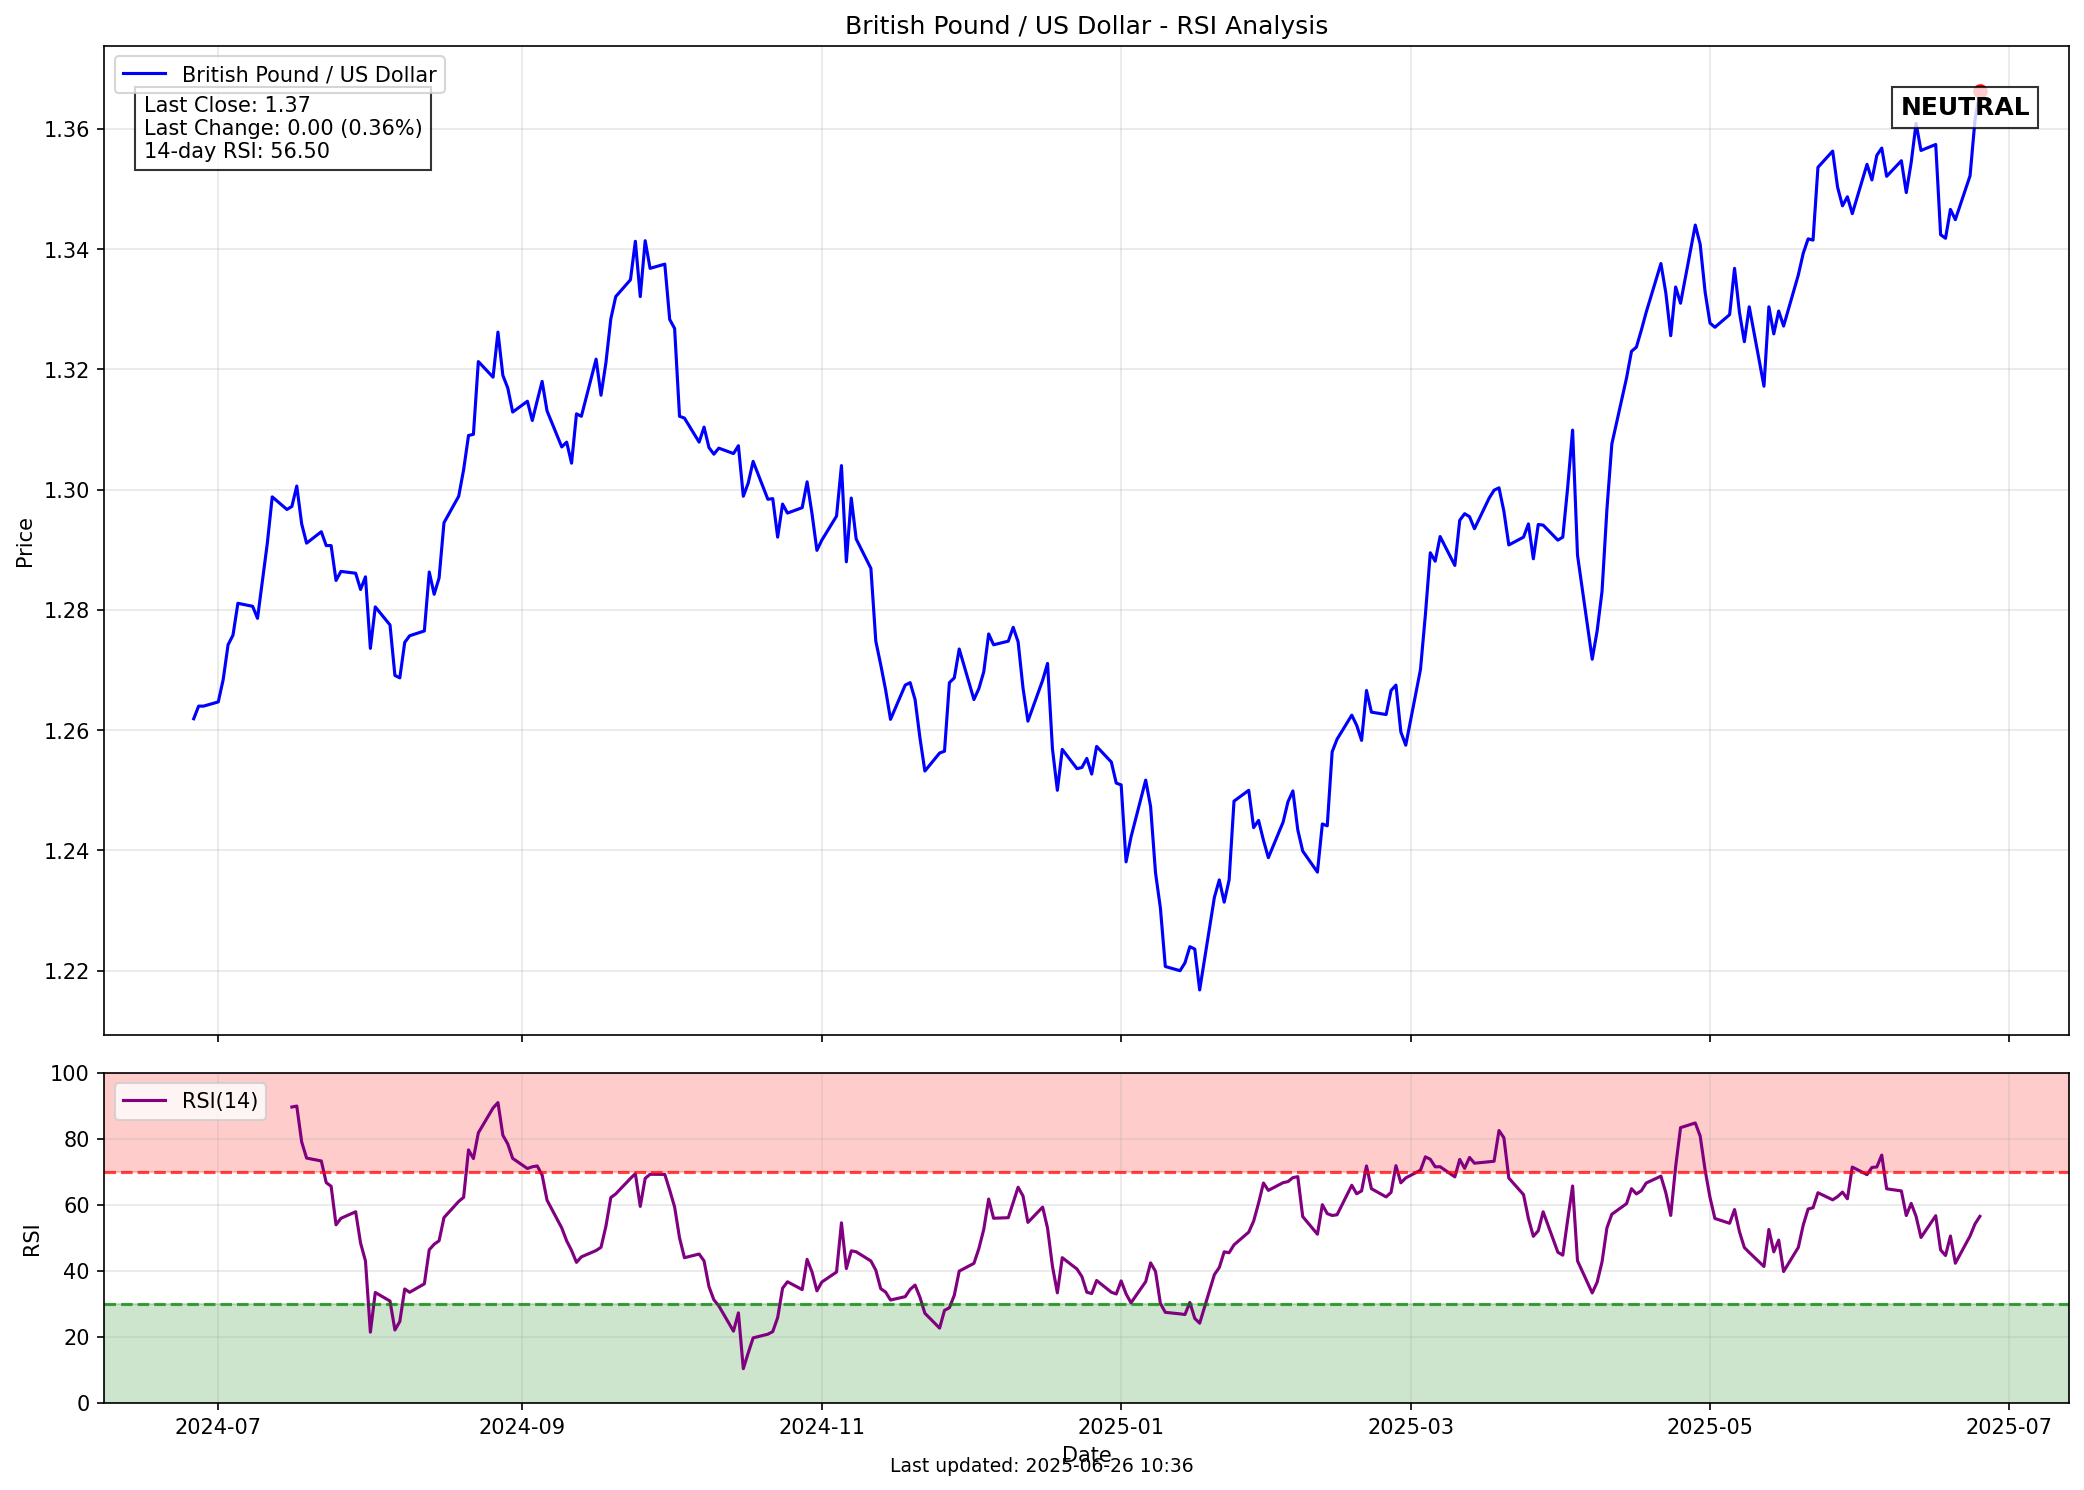 British Pound / US Dollar - RSI Analysis
British Pound / US Dollar
Last Close: 1.37
Last Change: 0.00 (0.36%)
14-day RSI: 56.50
NEUTRAL
Price
1.36
1.34
1.32
1.30
1.28
1.26
1.24
1.22
RSI(14)
RSI
100
80
60
40
20
0
2024-07
2024-09
2024-11
2025-01
2025-03
2025-05
2025-07
Date
Last updated: 2025-06-26 10:36